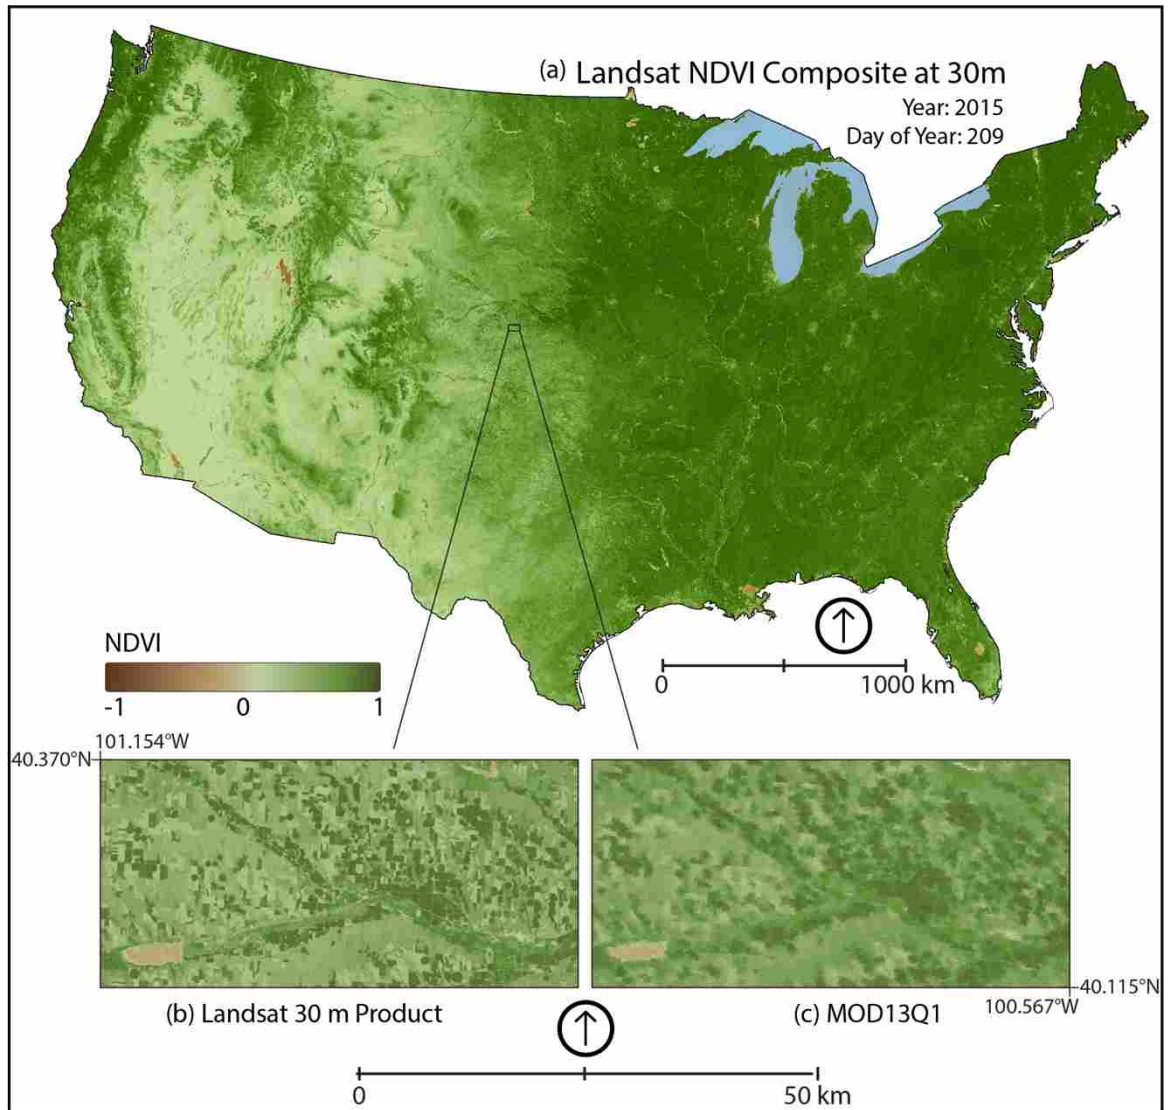 (a) Landsat NDVI Composite at 30m
Year: 2015
Day of Year: 209
NDVI
-1 0 1
0 1000 km
101.154°W
40.370°N
40.115°N
100.567°W
(b) Landsat 30 m Product
(c) MOD13Q1
0 50 km